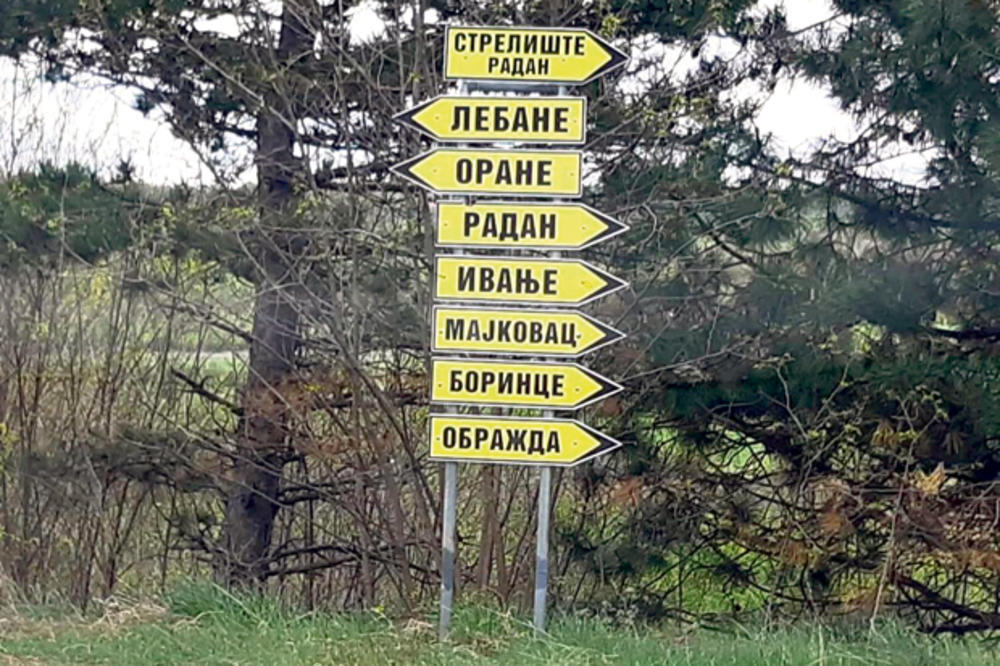 СТРЕЛИШТЕ
РАДАН
ЛЕБАНЕ
ОРАНЕ
РАДАН
ИВАЊЕ
МАЈКОВАЦ
БОРИНЦЕ
ОБРАЖДА